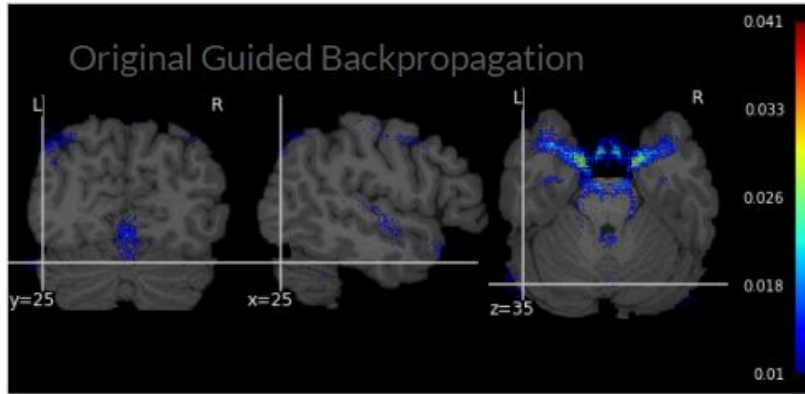 Original Guided Backpropagation
L R
L R
y=25 x=25 z=35
0.041
0.033
0.026
0.018
0.01